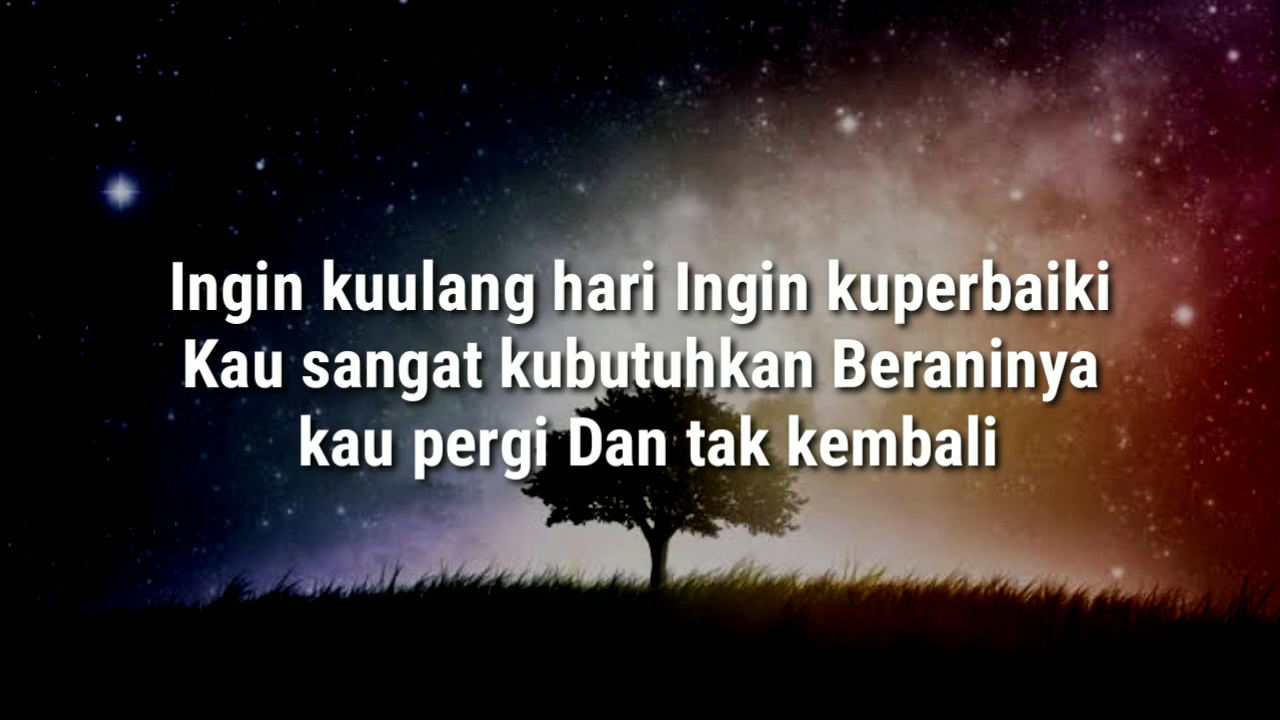 Ingin kuulang hari Ingin kuperbaiki
Kau sangat kubutuhkan Beraninya
kau pergi Dan tak kembali